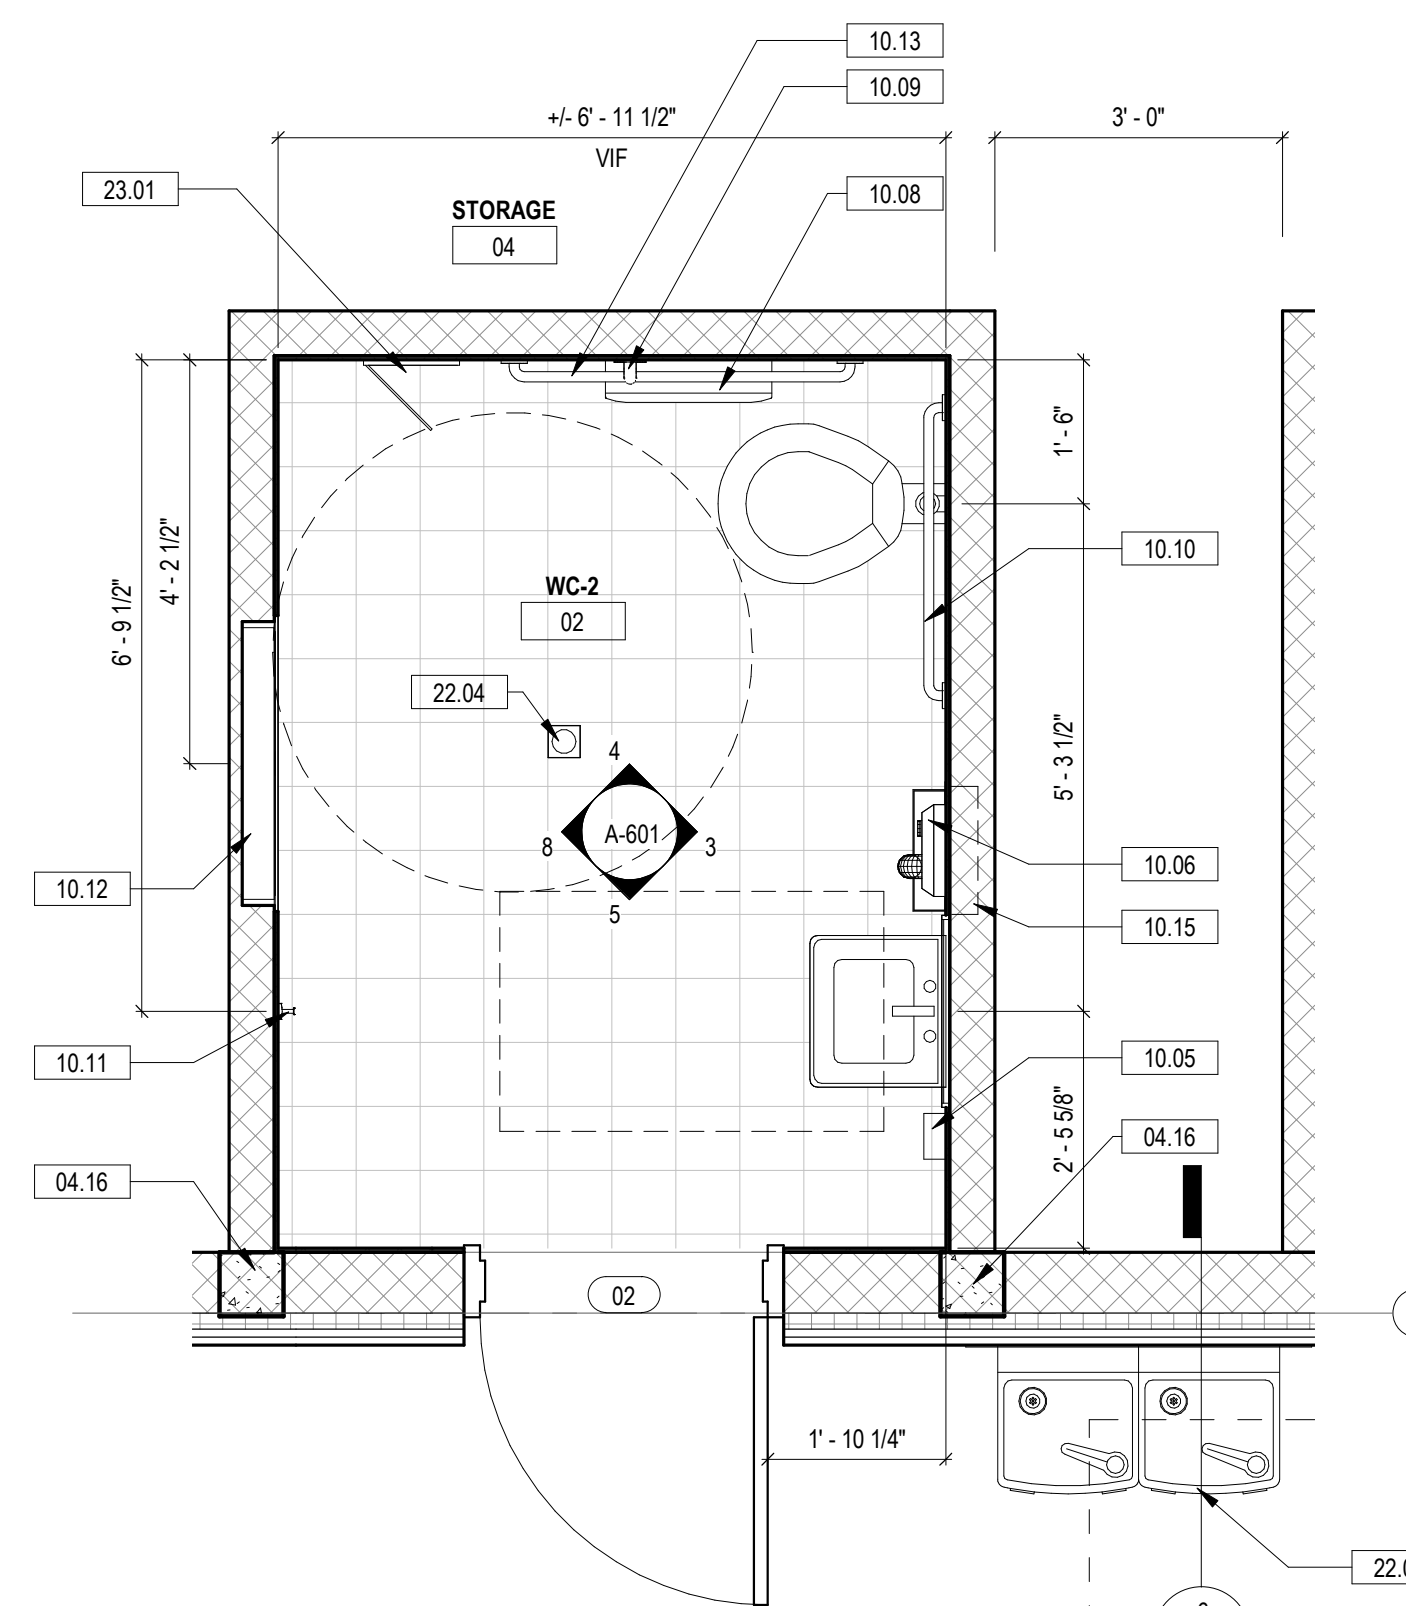 10.13
10.09
+/- 6' - 11 1/2"
3' - 0"
VIF
23.01
10.08
STORAGE
04
1' - 6"
4' - 2 1/2"
6' - 9 1/2"
10.10
WC-2
02
22.04
4
5' - 3 1/2"
A-601
8
3
10.06
10.12
5
10.15
10.11
10.05
2' - 5 5/8"
04.16
04.16
02
1' - 10 1/4"